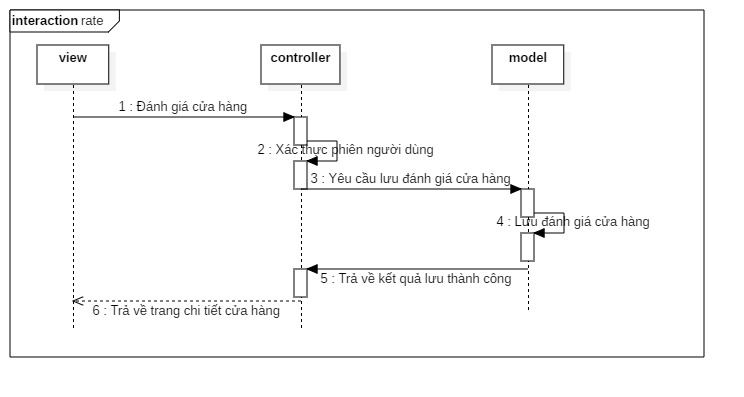 interaction rate
view
controller
model
1 : Đánh giá cửa hàng
2 : Xác thực phiên người dùng
3 : Yêu cầu lưu đánh giá cửa hàng
4 : Lưu đánh giá cửa hàng
5 : Trả về kết quả lưu thành công
6 : Trả về trang chi tiết cửa hàng